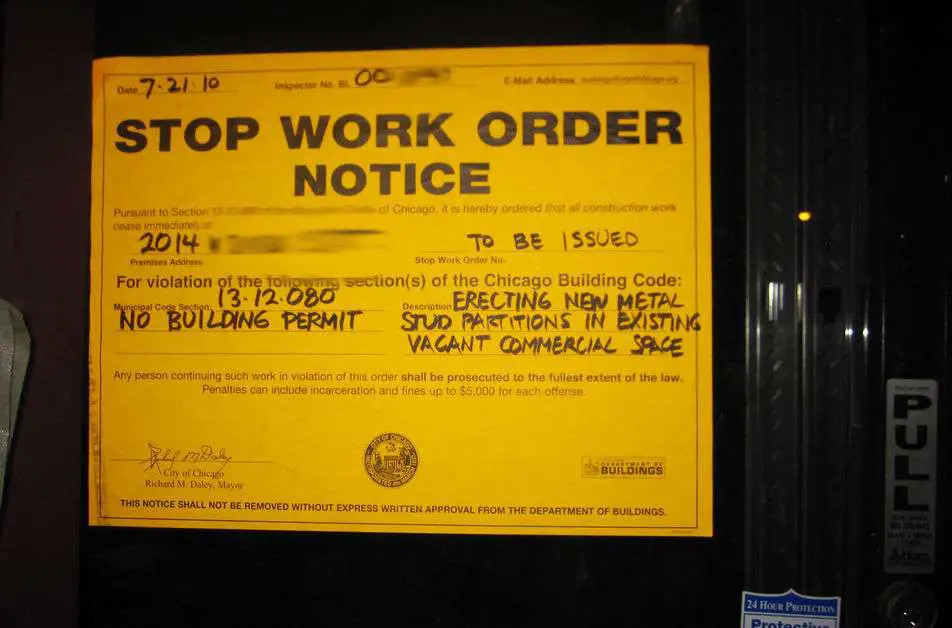 Date 7·21·10 Inspector No. BL 00 E-Mail Address
STOP WORK ORDER
NOTICE
Pursuant to Section of Chicago, it is hereby ordered that all construction work
cease immediately at:
2014 TO BE ISSUED
Premises Address Stop Work Order No.
For violation of the following section(s) of the Chicago Building Code:
Municipal Code Section 13·12·080 Description ERECTING NEW METAL
NO BUILDING PERMIT STUD PARTITIONS IN EXISTING
VACANT COMMERCIAL SPACE
Any person continuing such work in violation of this order shall be prosecuted to the fullest extent of the law.
Penalties can include incarceration and fines up to $5,000 for each offense.
City of Chicago
Richard M. Daley, Mayor
CITY OF CHICAGO
DEPARTMENT OF
BUILDINGS
THIS NOTICE SHALL NOT BE REMOVED WITHOUT EXPRESS WRITTEN APPROVAL FROM THE DEPARTMENT OF BUILDINGS.
PULL
24 HOUR PROTECTION
Protective